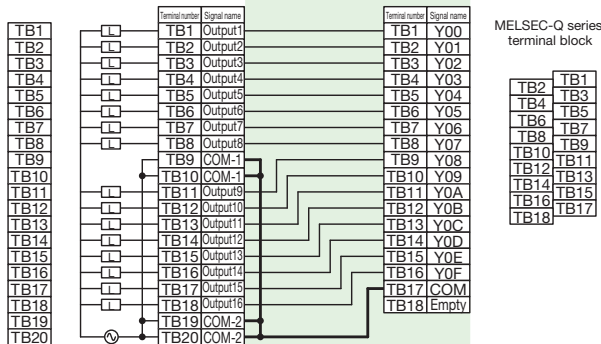 Terminal number Signal name Terminal number Signal name
MELSEC-Q series
terminal block
TB1 L TB1 Output1 TB1 Y00
TB2 L TB2 Output2 TB2 Y01
TB3 L TB3 Output3 TB3 Y02
TB4 L TB4 Output4 TB4 Y03
TB5 L TB5 Output5 TB5 Y04
TB6 L TB6 Output6 TB6 Y05
TB7 L TB7 Output7 TB7 Y06
TB8 L TB8 Output8 TB8 Y07
TB9 TB9 COM-1 TB9 Y08
TB10 TB10 COM-1 TB10 Y09
TB11 L TB11 Output9 TB11 Y0A
TB12 L TB12 Output10 TB12 Y0B
TB13 L TB13 Output11 TB13 Y0C
TB14 L TB14 Output12 TB14 Y0D
TB15 L TB15 Output13 TB15 Y0E
TB16 L TB16 Output14 TB16 Y0F
TB17 L TB17 Output15 TB17 COM
TB18 L TB18 Output16 TB18 Empty
TB19 TB19 COM-2
TB20 TB20 COM-2
TB1
TB2
TB3
TB4
TB5
TB6
TB7
TB8
TB9
TB10
TB11
TB12
TB13
TB14
TB15
TB16
TB17
TB18